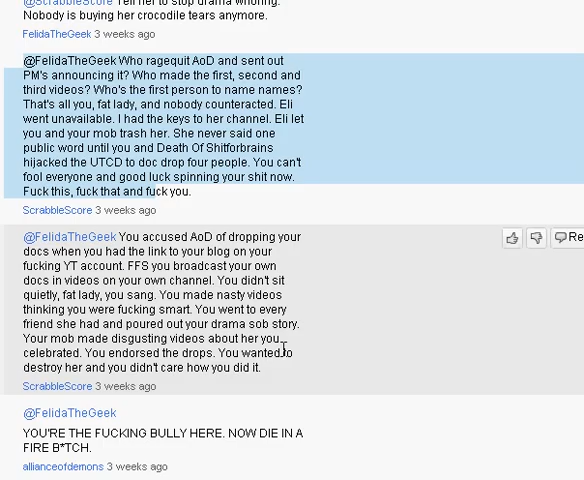 @ScrabbleScore Tell her to stop drama whoring.
Nobody is buying her crocodile tears anymore.
FelidaTheGeek 3 weeks ago
@FelidaTheGeek Who ragequit AoD and sent out
PM's announcing it? Who made the first, second and
third videos? Who's the first person to name names?
That's all you, fat lady, and nobody counteracted. Eli
went unavailable. I had the keys to her channel. Eli let
you and your mob trash her. She never said one
public word until you and Death Of Shitforbrains
hijacked the UTCD to doc drop four people. You can't
fool everyone and good luck spinning your shit now.
Fuck this, fuck that and fuck you.
ScrabbleScore 3 weeks ago
@FelidaTheGeek You accused AoD of dropping your
docs when you had the link to your blog on your
fucking YT account. FFS you broadcast your own
docs in videos on your own channel. You didn't sit
quietly, fat lady, you sang. You made nasty videos
thinking you were fucking smart. You went to every
friend she had and poured out your drama sob story.
Your mob made disgusting videos about her you
celebrated. You endorsed the drops. You wanted to
destroy her and you didn't care how you did it.
Re
ScrabbleScore 3 weeks ago
@FelidaTheGeek
YOU'RE THE FUCKING BULLY HERE. NOW DIE IN A
FIRE B*TCH.
allianceofdemons 3 weeks ago